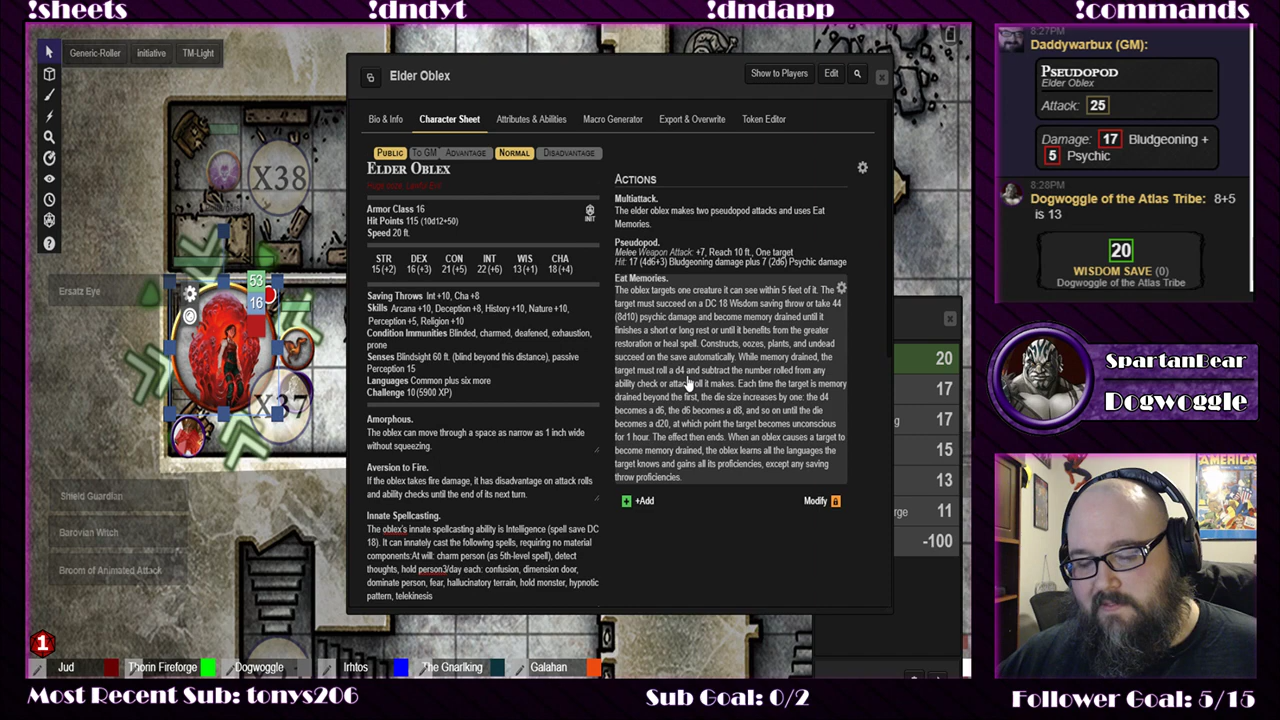 !sheets
!dndyt
!dndapp
!commands
Generic-Roller
initiative
TM-Light
X38
Ersatz Eye
53
16
X37
Shield Guardian
Barovian Witch
Broom of Animated Attack
1
Elder Oblex
Show to Players
Edit
Bio & Info
Character Sheet
Attributes & Abilities
Macro Generator
Export & Overwrite
Token Editor
PUBLIC
To GM
ADVANTAGE
NORMAL
DISADVANTAGE
ELDER OBLEX
Armor Class 16
Hit Points 115 (10d12+50)
Speed 20 ft.
INIT
STR DEX CON INT WIS CHA
15(+2) 16(+3) 21(+5) 22(+6) 13(+1) 18(+4)
Saving Throws Int +10, Cha +8
Skills Arcana +10, Deception +8, History +10, Nature +10,
Perception +5, Religion +10
Condition Immunities Blinded, charmed, deafened, exhaustion,
prone
Senses Blindsight 60 ft. (blind beyond this distance), passive
Perception 15
Languages Common plus six more
Challenge 10 (5900 XP)
Amorphous.
The oblex can move through a space as narrow as 1 inch wide
without squeezing.
Aversion to Fire.
If the oblex takes fire damage, it has disadvantage on attack rolls
and ability checks until the end of its next turn.
Innate Spellcasting.
The oblex's innate spellcasting ability is Intelligence (spell save DC
18). It can innately cast the following spells, requiring no material
components:At will: charm person (as 5th-level spell), detect
thoughts, hold person3/day each: confusion, dimension door,
dominate person, fear, hallucinatory terrain, hold monster, hypnotic
pattern, telekinesis
ACTIONS
Multiattack.
The elder oblex makes two pseudopod attacks and uses Eat
Memories.
Pseudopod.
Melee Weapon Attack: +7, Reach 10 ft., One target
Hit: 17 (4d6+3) Bludgeoning damage plus 7 (2d6) Psychic damage
Eat Memories.
The oblex targets one creature it can see within 5 feet of it. The
target must succeed on a DC 18 Wisdom saving throw or take 44
(8d10) psychic damage and become memory drained until it
finishes a short or long rest or until it benefits from the greater
restoration or heal spell. Constructs, oozes, plants, and undead
succeed on the save automatically. While memory drained, the
target must roll a d4 and subtract the number rolled from any
ability check or attack roll it makes. Each time the target is memory
drained beyond the first, the die size increases by one: the d4
becomes a d6, the d6 becomes a d8, and so on until the die
becomes a d20, at which point the target becomes unconscious
for 1 hour. The effect then ends. When an oblex causes a target to
become memory drained, the oblex learns all the languages the
target knows and gains all its proficiencies, except any saving
throw proficiencies.
+Add
Modify
20
17
17
15
13
11
-100
Jud
Thorin Fireforge
Dogwoggle
Irhtos
The Gnarlking
Galahan
8:27PM
Daddywarbux (GM):
PSEUDOPOD
Elder Oblex
Attack: 25
Damage: 17 Bludgeoning +
5 Psychic
8:28PM
Dogwoggle of the Atlas Tribe: 8+5
is 13
20
WISDOM SAVE (0)
Dogwoggle of the Atlas Tribe
SpartanBear
Dogwoggle
Most Recent Sub: tonys206
Sub Goal: 0/2
Follower Goal: 5/15